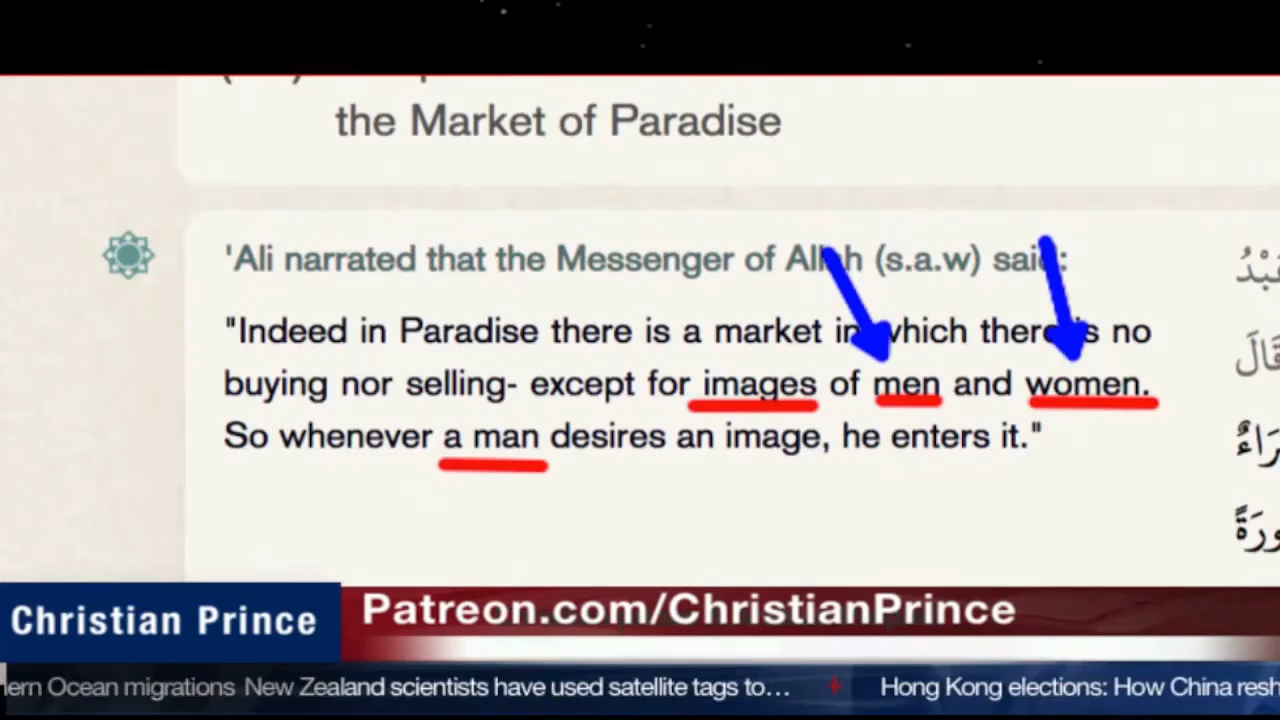 the Market of Paradise
'Ali narrated that the Messenger of Allah (s.a.w) said:
"Indeed in Paradise there is a market in which there is no
buying nor selling- except for images of men and women.
So whenever a man desires an image, he enters it."
Christian Prince
Patreon.com/ChristianPrince
Ocean migrations New Zealand scientists have used satellite tags to... Hong Kong elections: How China